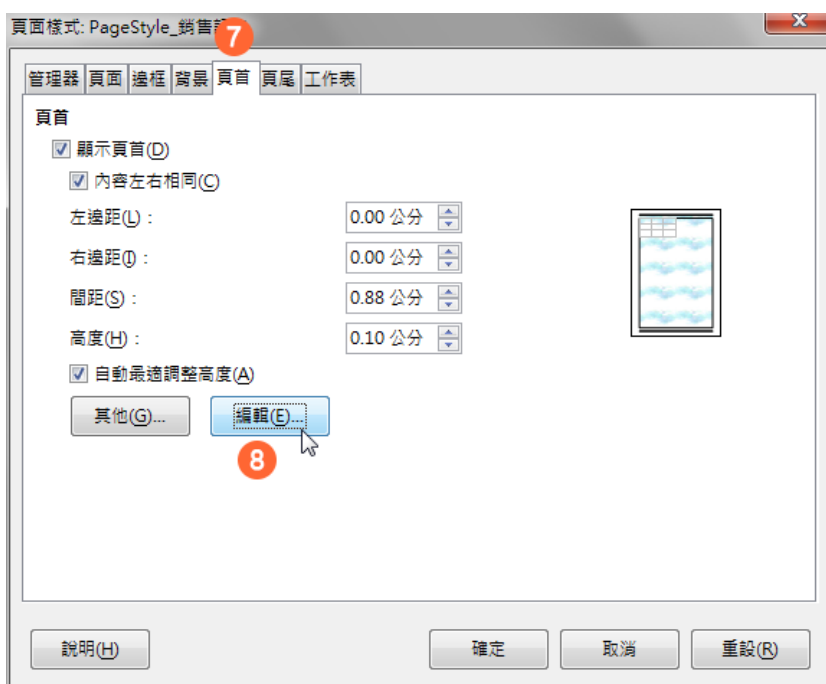 頁面樣式: PageStyle_銷售
7
管理器 頁面 邊框 背景 頁首 頁尾 工作表
頁首
顯示頁首(D)
內容左右相同(C)
左邊距(L)： 0.00 公分
右邊距(I)： 0.00 公分
間距(S)： 0.88 公分
高度(H)： 0.10 公分
自動最適調整高度(A)
其他(G)... 編輯(E)...
8
說明(H) 確定 取消 重設(R)